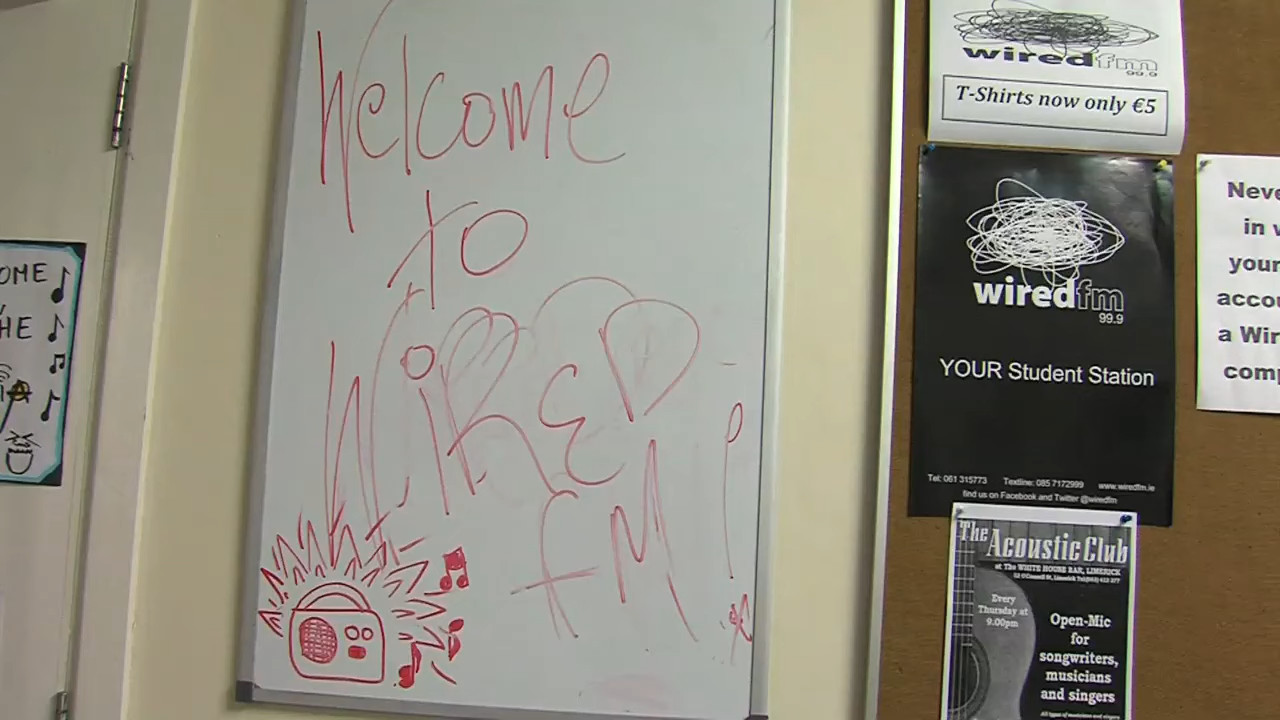 Welcome
to
WiRED
FM!
OME
HE
wiredfm
99.9
T-Shirts now only €5
wiredfm
99.9
YOUR Student Station
Tel: 061 315773 Textline: 085 7172999 www.wiredfm.ie
find us on Facebook and Twitter @wiredfm
Neve
in
your
accou
a Wir
comp
The Acoustic Club
at The WHITE HOUSE BAR, LIMERICK
Every
Thursday at
9.00pm
Open-Mic
for
songwriters,
musicians
and singers